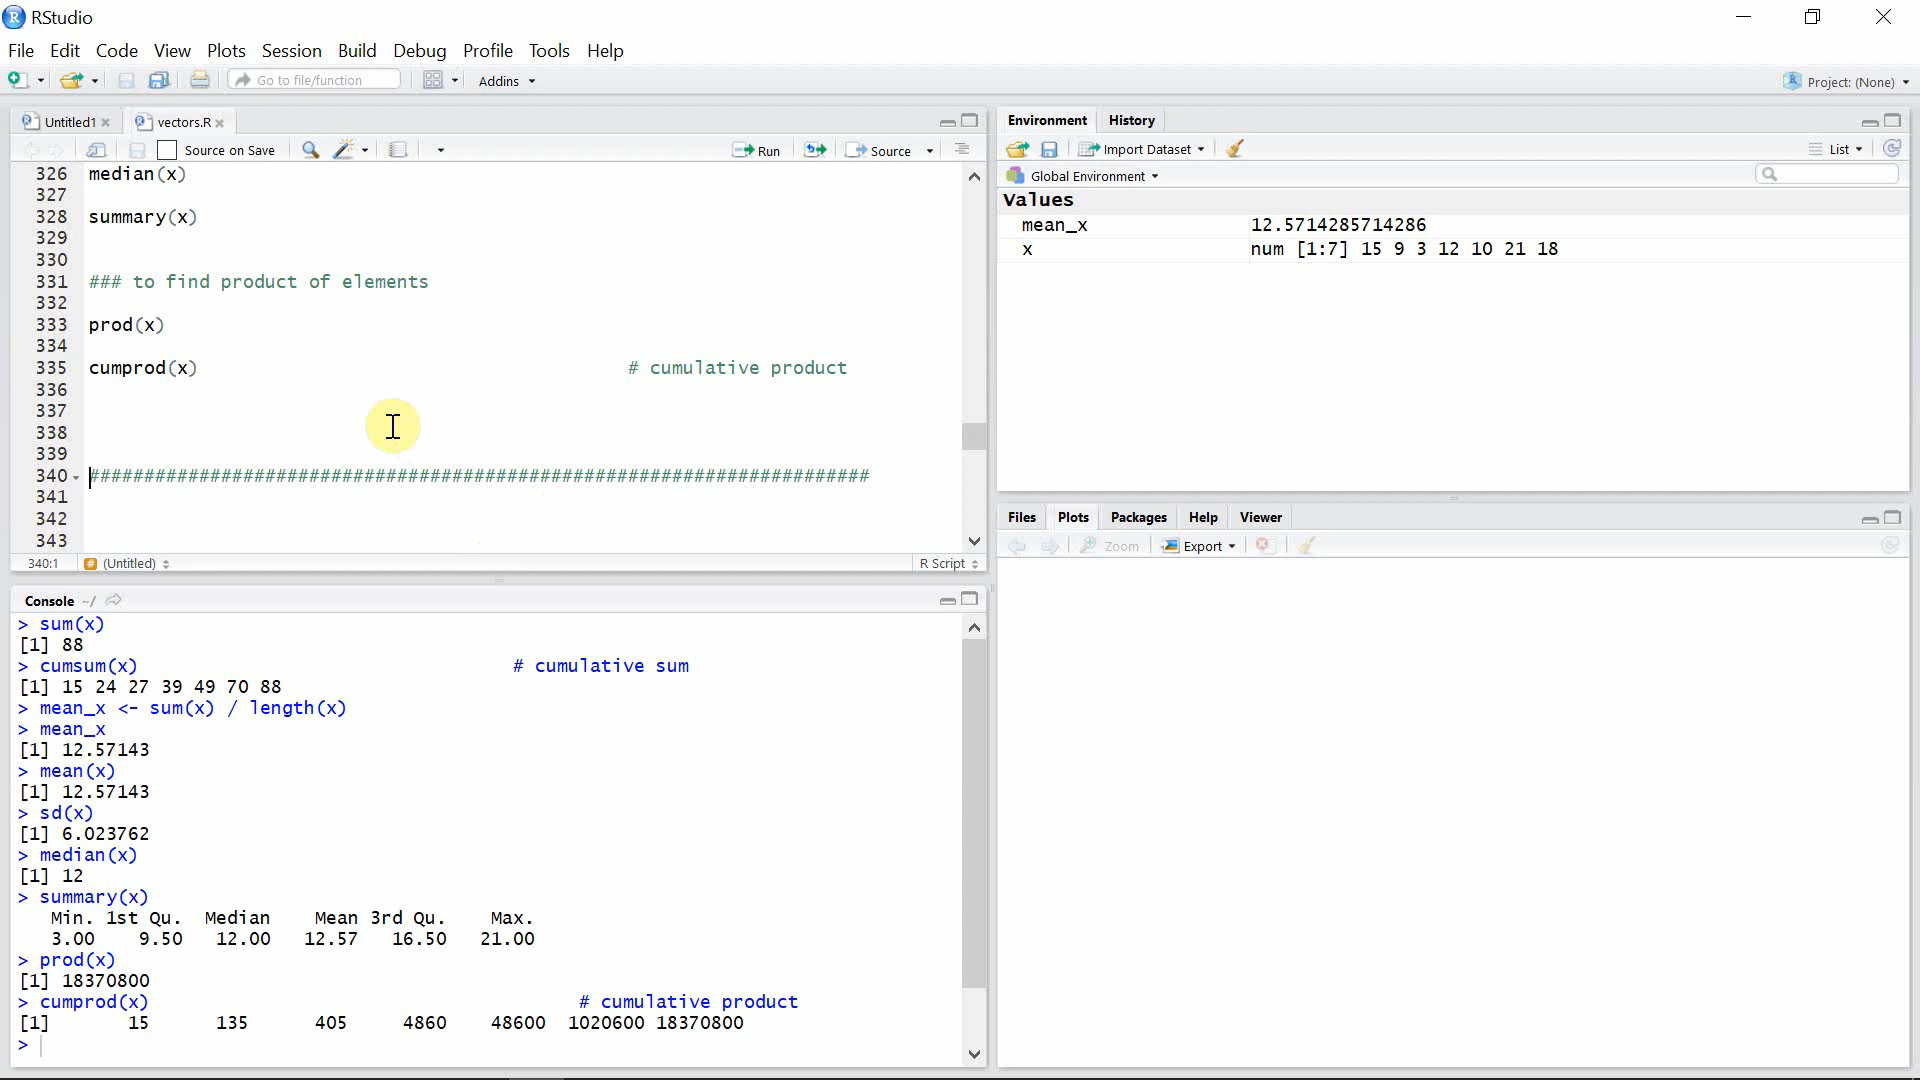 RStudio
File Edit Code View Plots Session Build Debug Profile Tools Help
Go to file/function Addins Project: (None)
Untitled1 vectors.R
Source on Save Run Source
326 median(x)
327
328 summary(x)
329
330
331 ### to find product of elements
332
333 prod(x)
334
335 cumprod(x) # cumulative product
336
337
338
339
340 #######################################################################
341
342
343
340:1 (Untitled) R Script
Console ~/
> sum(x)
[1] 88
> cumsum(x) # cumulative sum
[1] 15 24 27 39 49 70 88
> mean_x <- sum(x) / length(x)
> mean_x
[1] 12.57143
> mean(x)
[1] 12.57143
> sd(x)
[1] 6.023762
> median(x)
[1] 12
> summary(x)
Min. 1st Qu. Median Mean 3rd Qu. Max.
3.00 9.50 12.00 12.57 16.50 21.00
> prod(x)
[1] 18370800
> cumprod(x) # cumulative product
[1] 15 135 405 4860 48600 1020600 18370800
>
Environment History
Import Dataset List
Global Environment
Values
mean_x 12.5714285714286
x num [1:7] 15 9 3 12 10 21 18
Files Plots Packages Help Viewer
Zoom Export